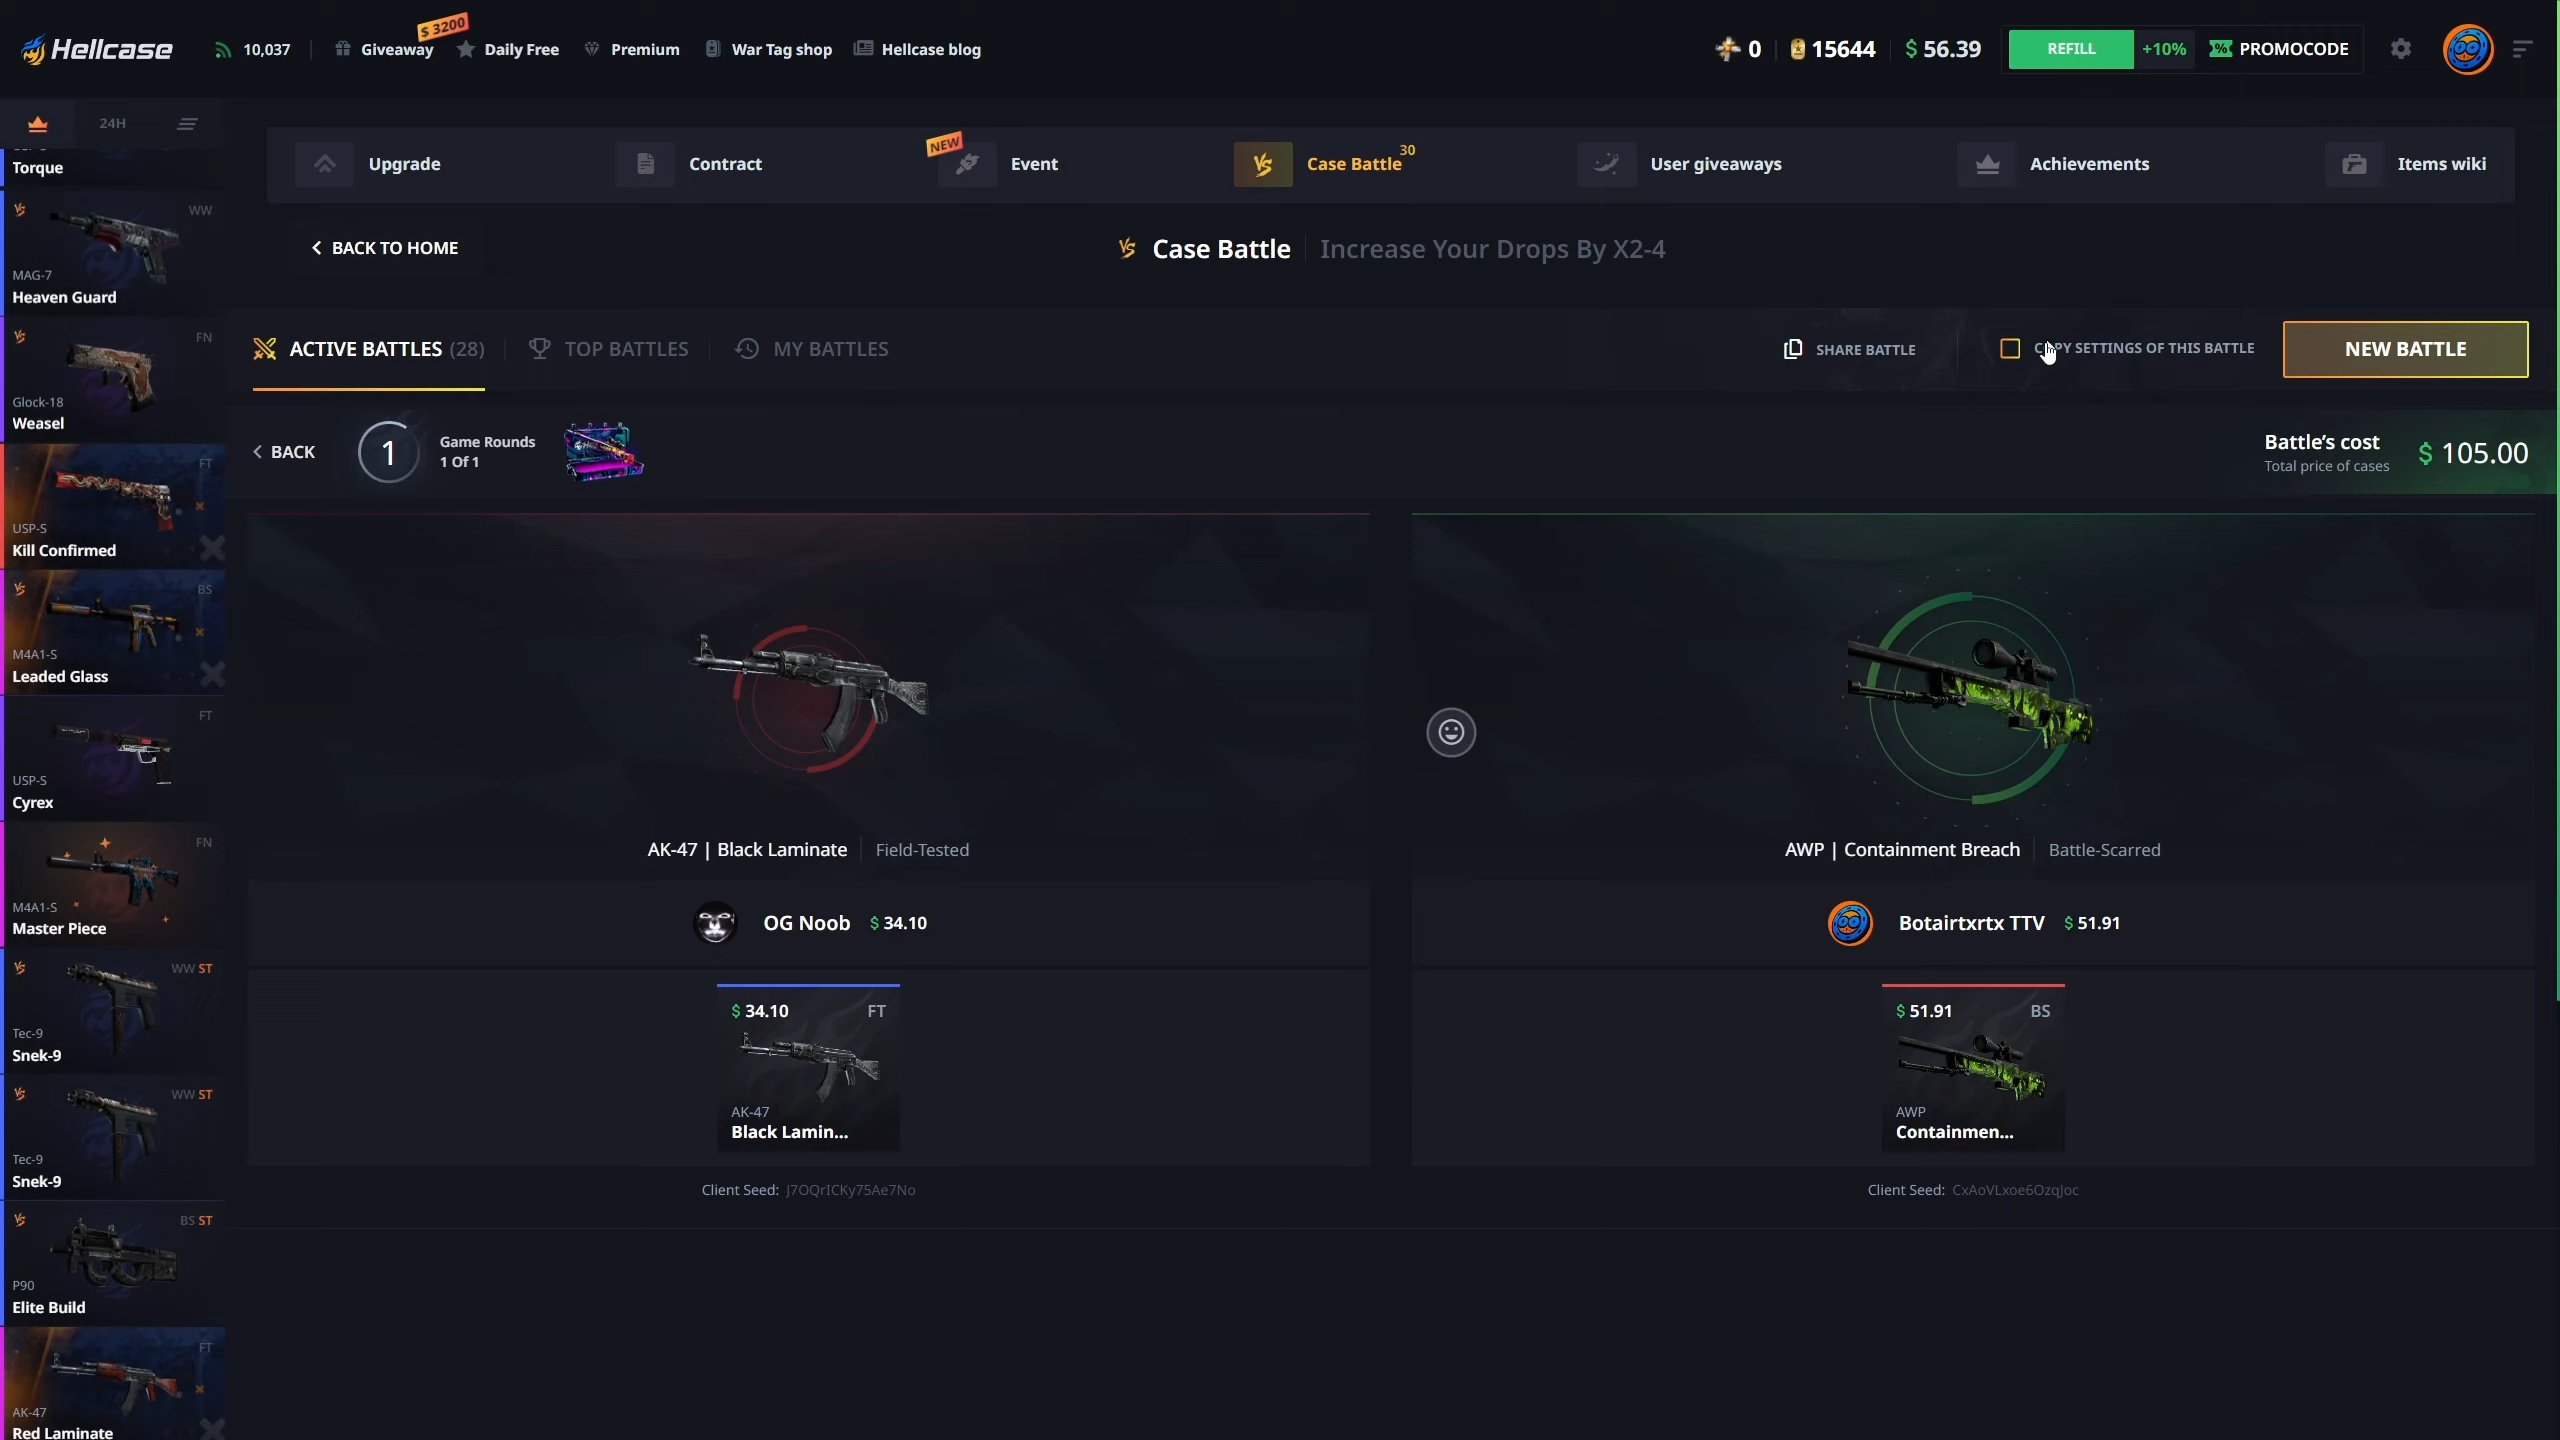 Hellcase
10,037
Giveaway
$ 3200
Daily Free
Premium
War Tag shop
Hellcase blog
0
15644
$ 56.39
REFILL
+10%
PROMOCODE
24H
Upgrade
Contract
NEW
Event
Case Battle
30
User giveaways
Achievements
Items wiki
BACK TO HOME
Case Battle
Increase Your Drops By X2-4
ACTIVE BATTLES (28)
TOP BATTLES
MY BATTLES
SHARE BATTLE
SETTINGS OF THIS BATTLE
NEW BATTLE
BACK
1
Game Rounds
1 Of 1
Battle's cost
Total price of cases
$ 105.00
Torque
WW
MAG-7
Heaven Guard
FN
Glock-18
Weasel
FT
USP-S
Kill Confirmed
BS
M4A1-S
Leaded Glass
FT
USP-S
Cyrex
FN
M4A1-S
Master Piece
WW ST
Tec-9
Snek-9
WW ST
Tec-9
Snek-9
BS ST
P90
Elite Build
FT
AK-47
Red Laminate
AK-47 | Black Laminate
Field-Tested
OG Noob
$ 34.10
$ 34.10
FT
AK-47
Black Lamin...
Client Seed: J7OQrICKy75Ae7No
AWP | Containment Breach
Battle-Scarred
Botairtxrtx TTV
$ 51.91
$ 51.91
BS
AWP
Containmen...
Client Seed: CxAoVLxoe6OzqJoc